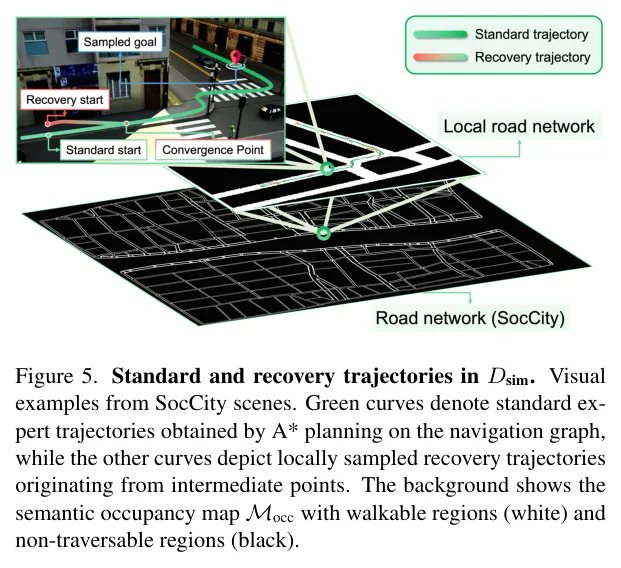 Sampled goal
Standard trajectory
Recovery trajectory
Recovery start
Standard start
Convergence Point
Local road network
Road network (SocCity)
Figure 5. Standard and recovery trajectories in D_sim. Visual
examples from SocCity scenes. Green curves denote standard ex-
pert trajectories obtained by A* planning on the navigation graph,
while the other curves depict locally sampled recovery trajectories
originating from intermediate points. The background shows the
semantic occupancy map M_occ with walkable regions (white) and
non-traversable regions (black).